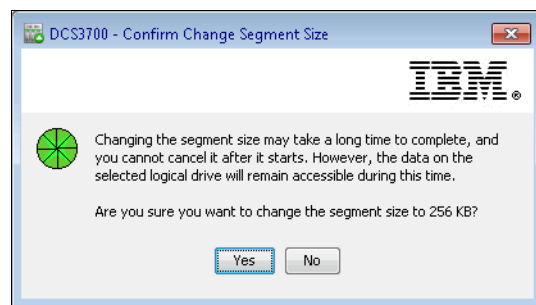 DCS3700 - Confirm Change Segment Size
IBM®
Changing the segment size may take a long time to complete, and
you cannot cancel it after it starts. However, the data on the
selected logical drive will remain accessible during this time.
Are you sure you want to change the segment size to 256 KB?
Yes No